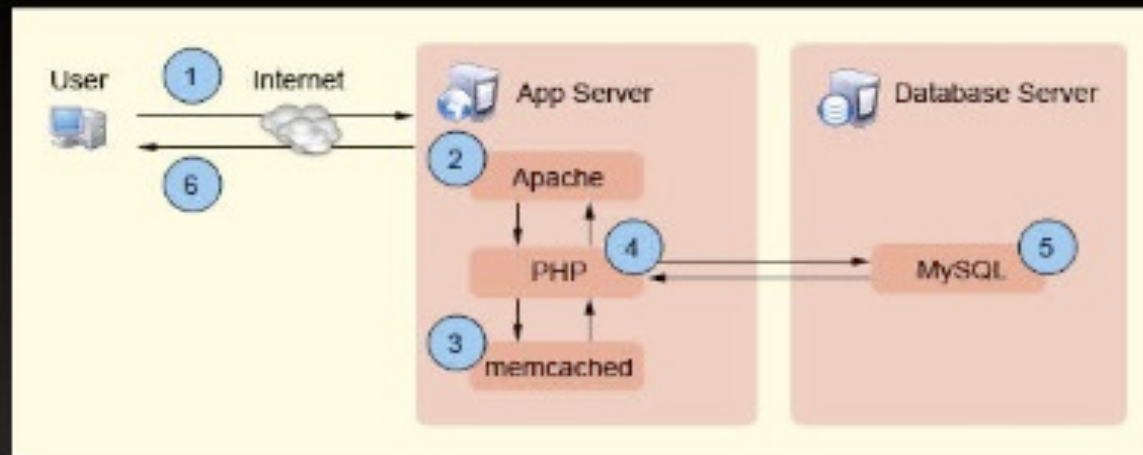 User
1
Internet
App Server
Database Server
2
Apache
6
4
PHP
5
MySQL
3
memcached